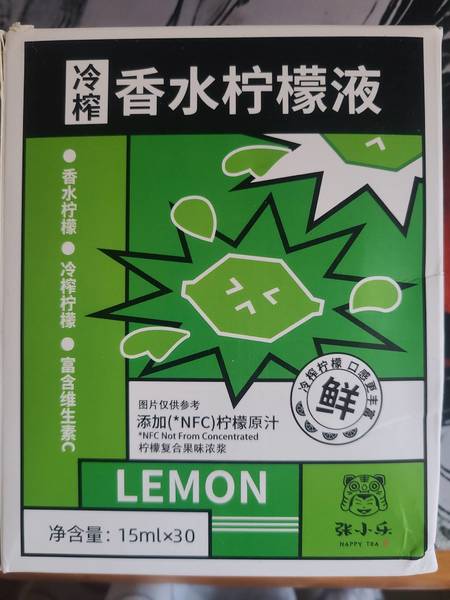 冷榨
香水柠檬液
●香水柠檬●冷榨柠檬●富含维生素C
冷榨柠檬 口感更丰富
鲜
图片仅供参考
添加(*NFC)柠檬原汁
*NFC Not From Concentrated
柠檬复合果味浓浆
LEMON
净含量：15ml×30
张小乐
HAPPY TEA